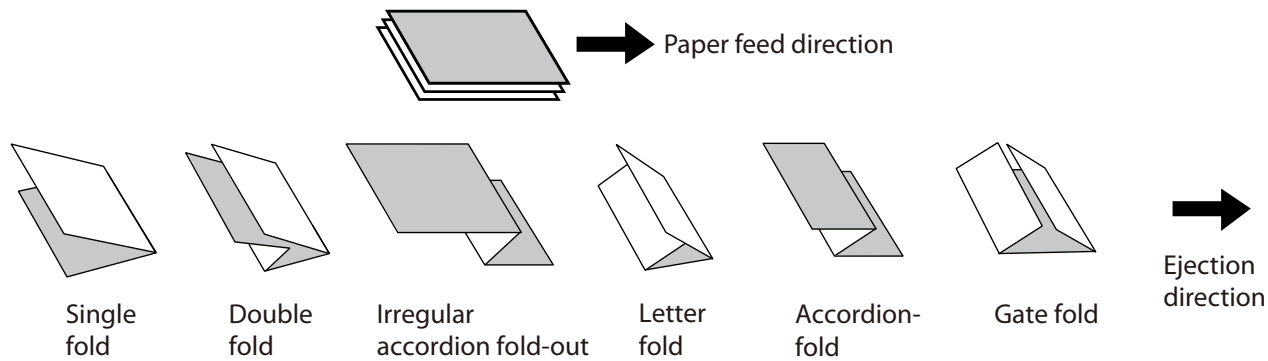 Paper feed direction
Single
fold
Double
fold
Irregular
accordion fold-out
Letter
fold
Accordion-
fold
Gate fold
Ejection
direction